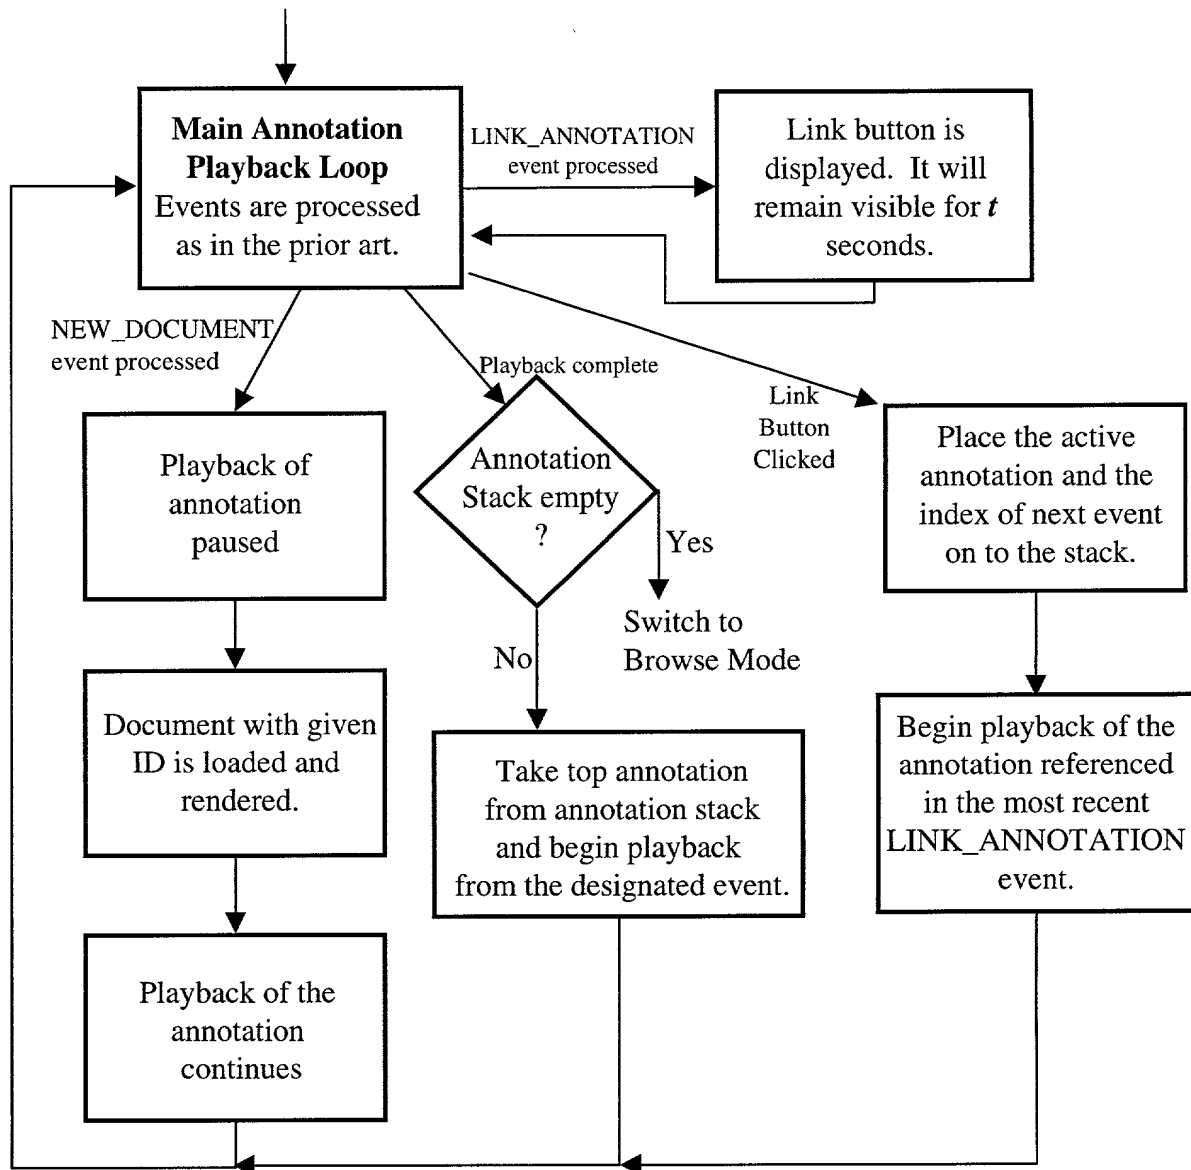 Main Annotation
Playback Loop
Events are processed
as in the prior art.
LINK_ANNOTATION
event processed
Link button is
displayed. It will
remain visible for t
seconds.
NEW_DOCUMENT
event processed
Playback complete
Link
Button
Clicked
Playback of
annotation
paused
Annotation
Stack empty
?
Yes
No
Switch to
Browse Mode
Place the active
annotation and the
index of next event
on to the stack.
Document with given
ID is loaded and
rendered.
Take top annotation
from annotation stack
and begin playback
from the designated event.
Begin playback of the
annotation referenced
in the most recent
LINK_ANNOTATION
event.
Playback of the
annotation
continues